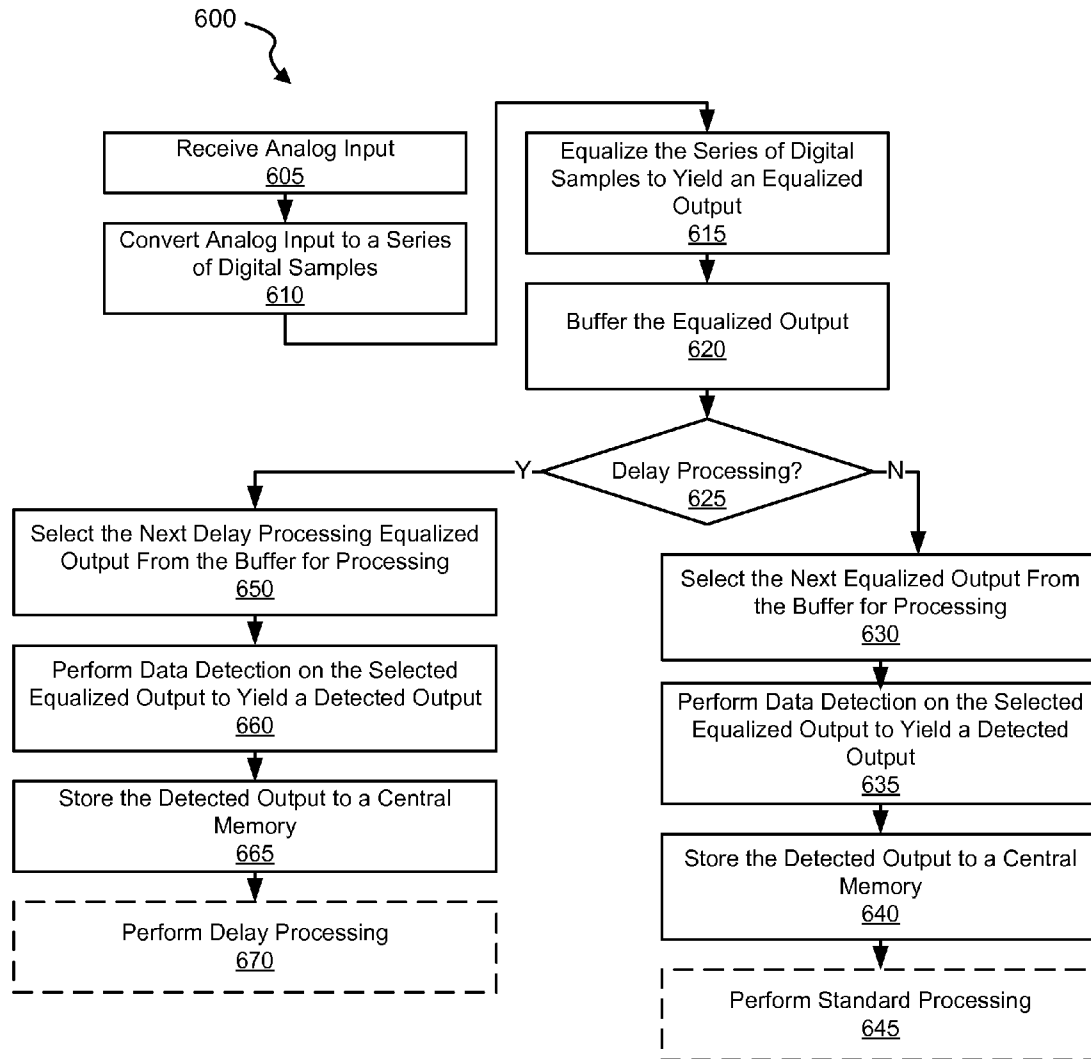 600
Receive Analog Input
605
Convert Analog Input to a Series
of Digital Samples
610
Equalize the Series of Digital
Samples to Yield an Equalized
Output
615
Buffer the Equalized Output
620
Delay Processing?
625
Y
N
Select the Next Delay Processing Equalized
Output From the Buffer for Processing
650
Perform Data Detection on the Selected
Equalized Output to Yield a Detected Output
660
Store the Detected Output to a Central
Memory
665
Perform Delay Processing
670
Select the Next Equalized Output From
the Buffer for Processing
630
Perform Data Detection on the Selected
Equalized Output to Yield a Detected
Output
635
Store the Detected Output to a Central
Memory
640
Perform Standard Processing
645